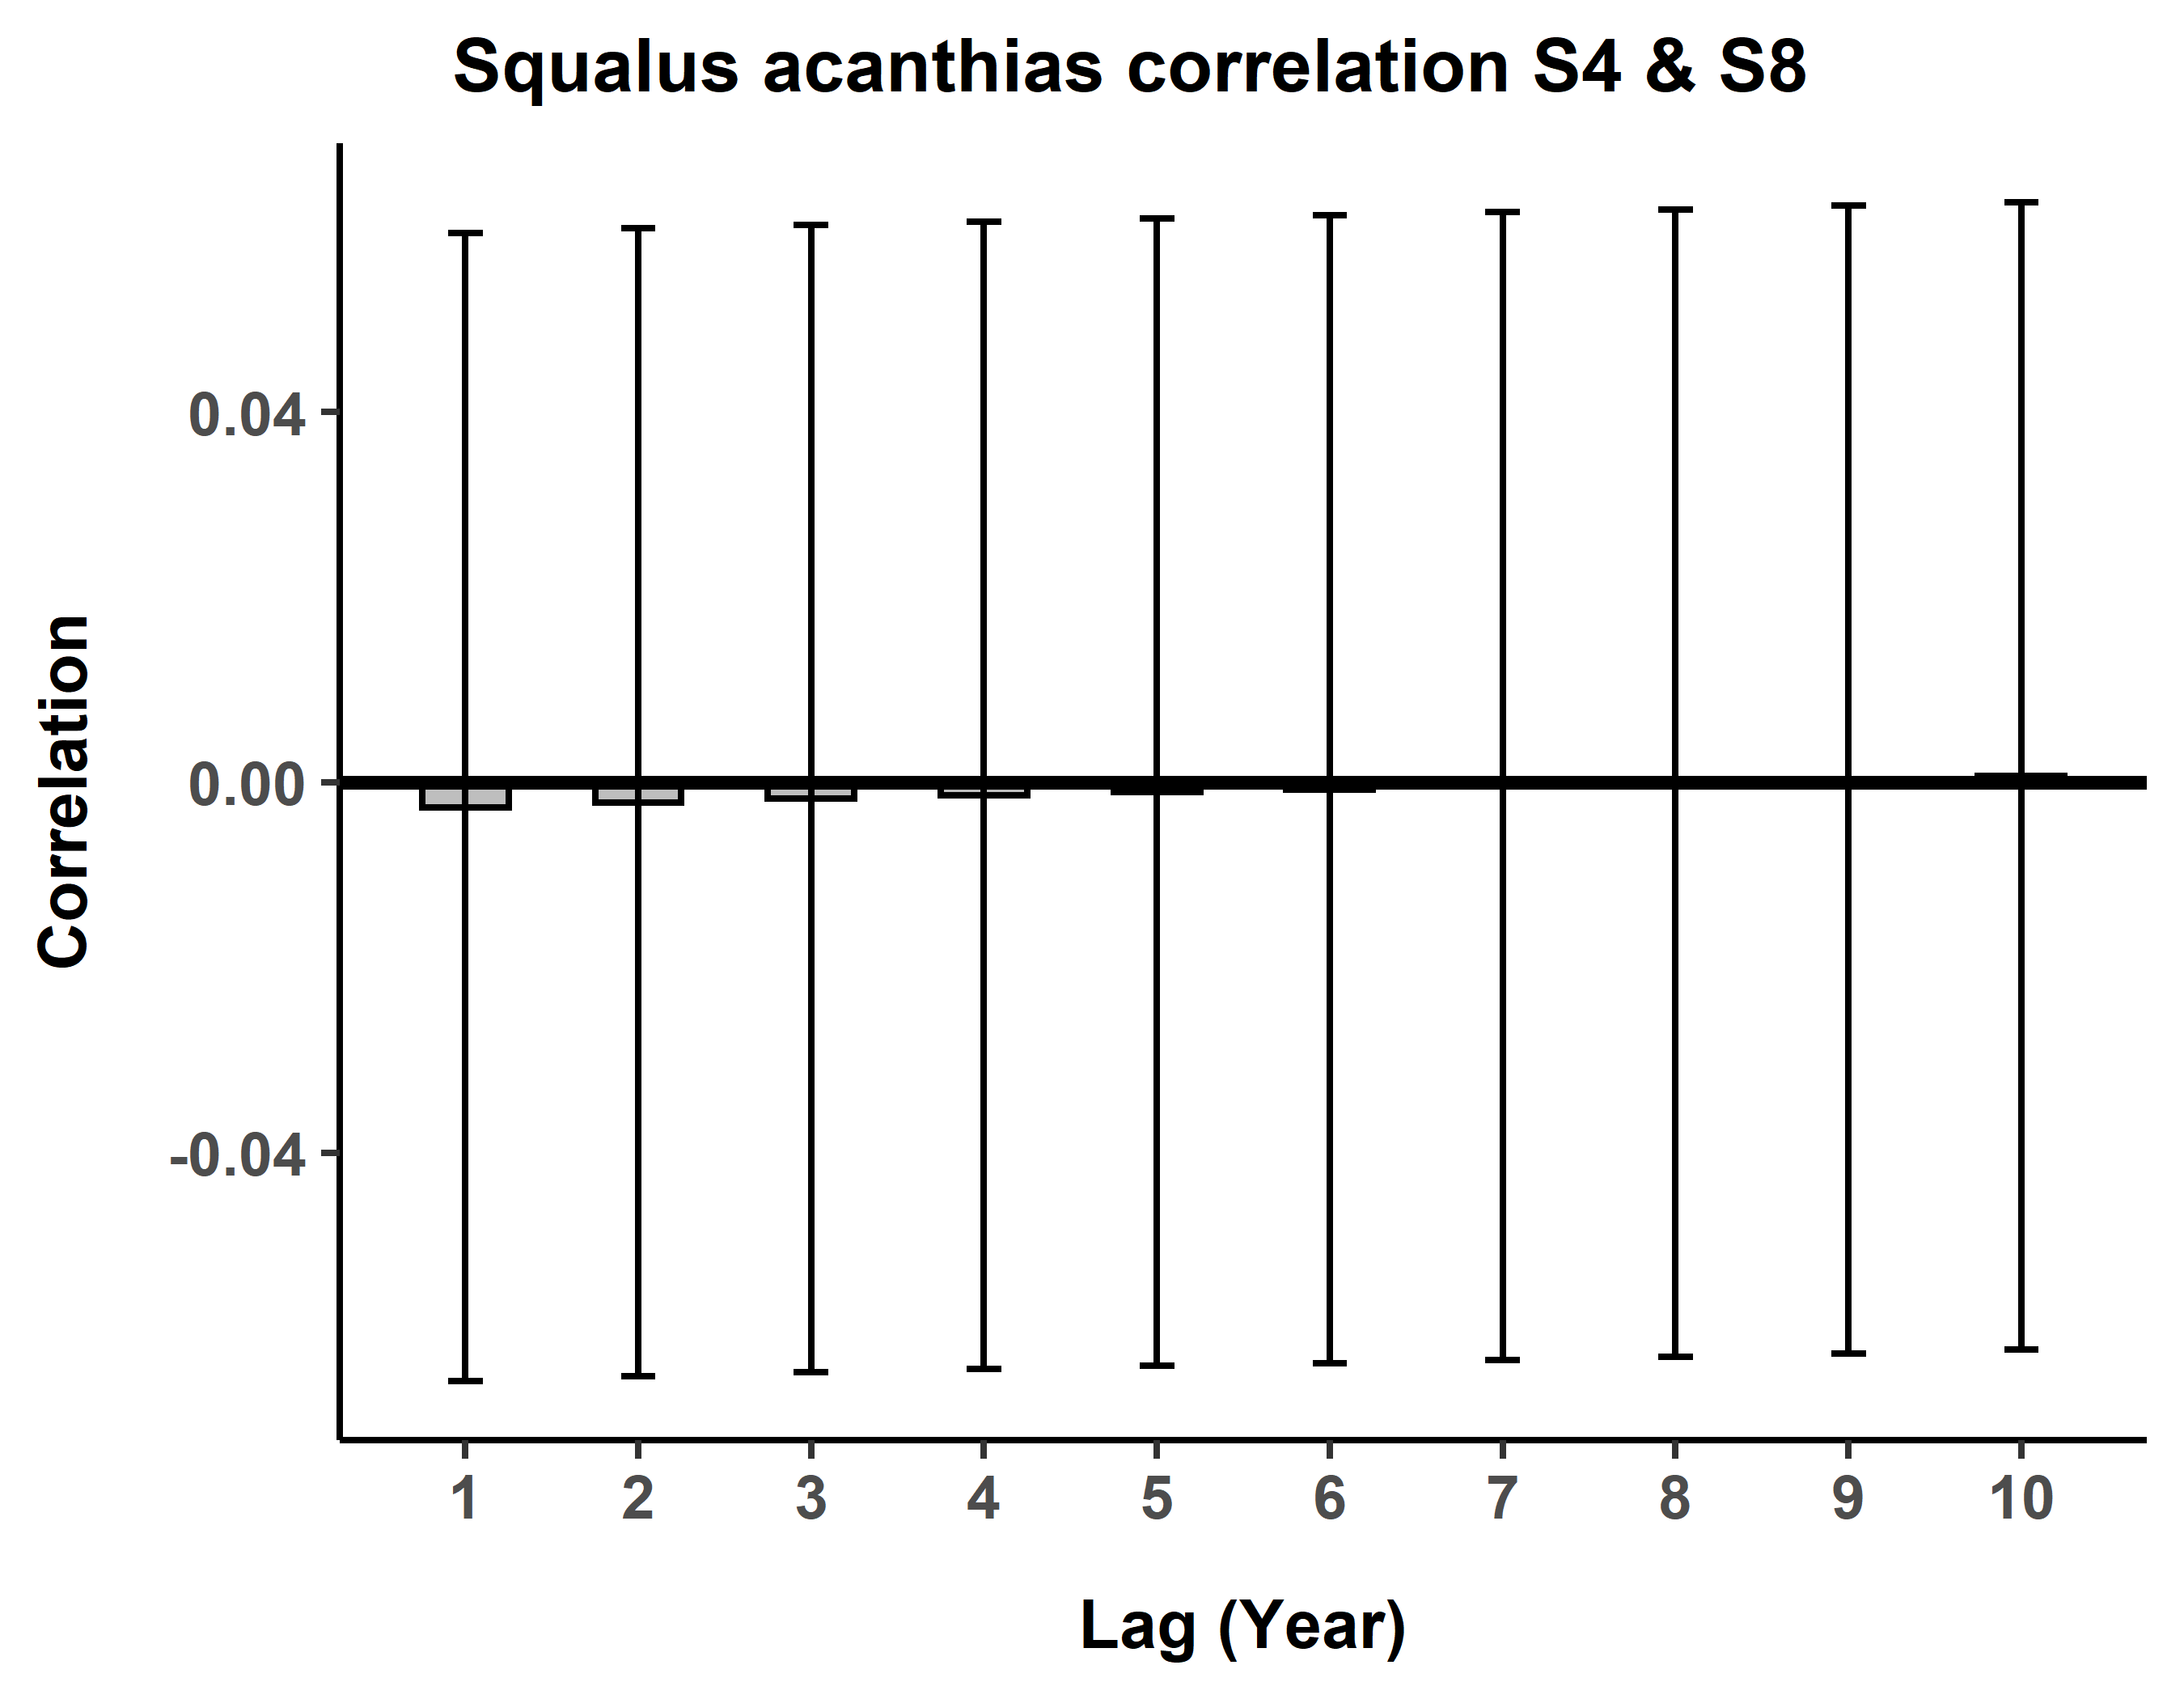 Squalus acanthias correlation S4 & S8
Correlation
0.04
0.00
-0.04
1 2 3 4 5 6 7 8 9 10
Lag (Year)